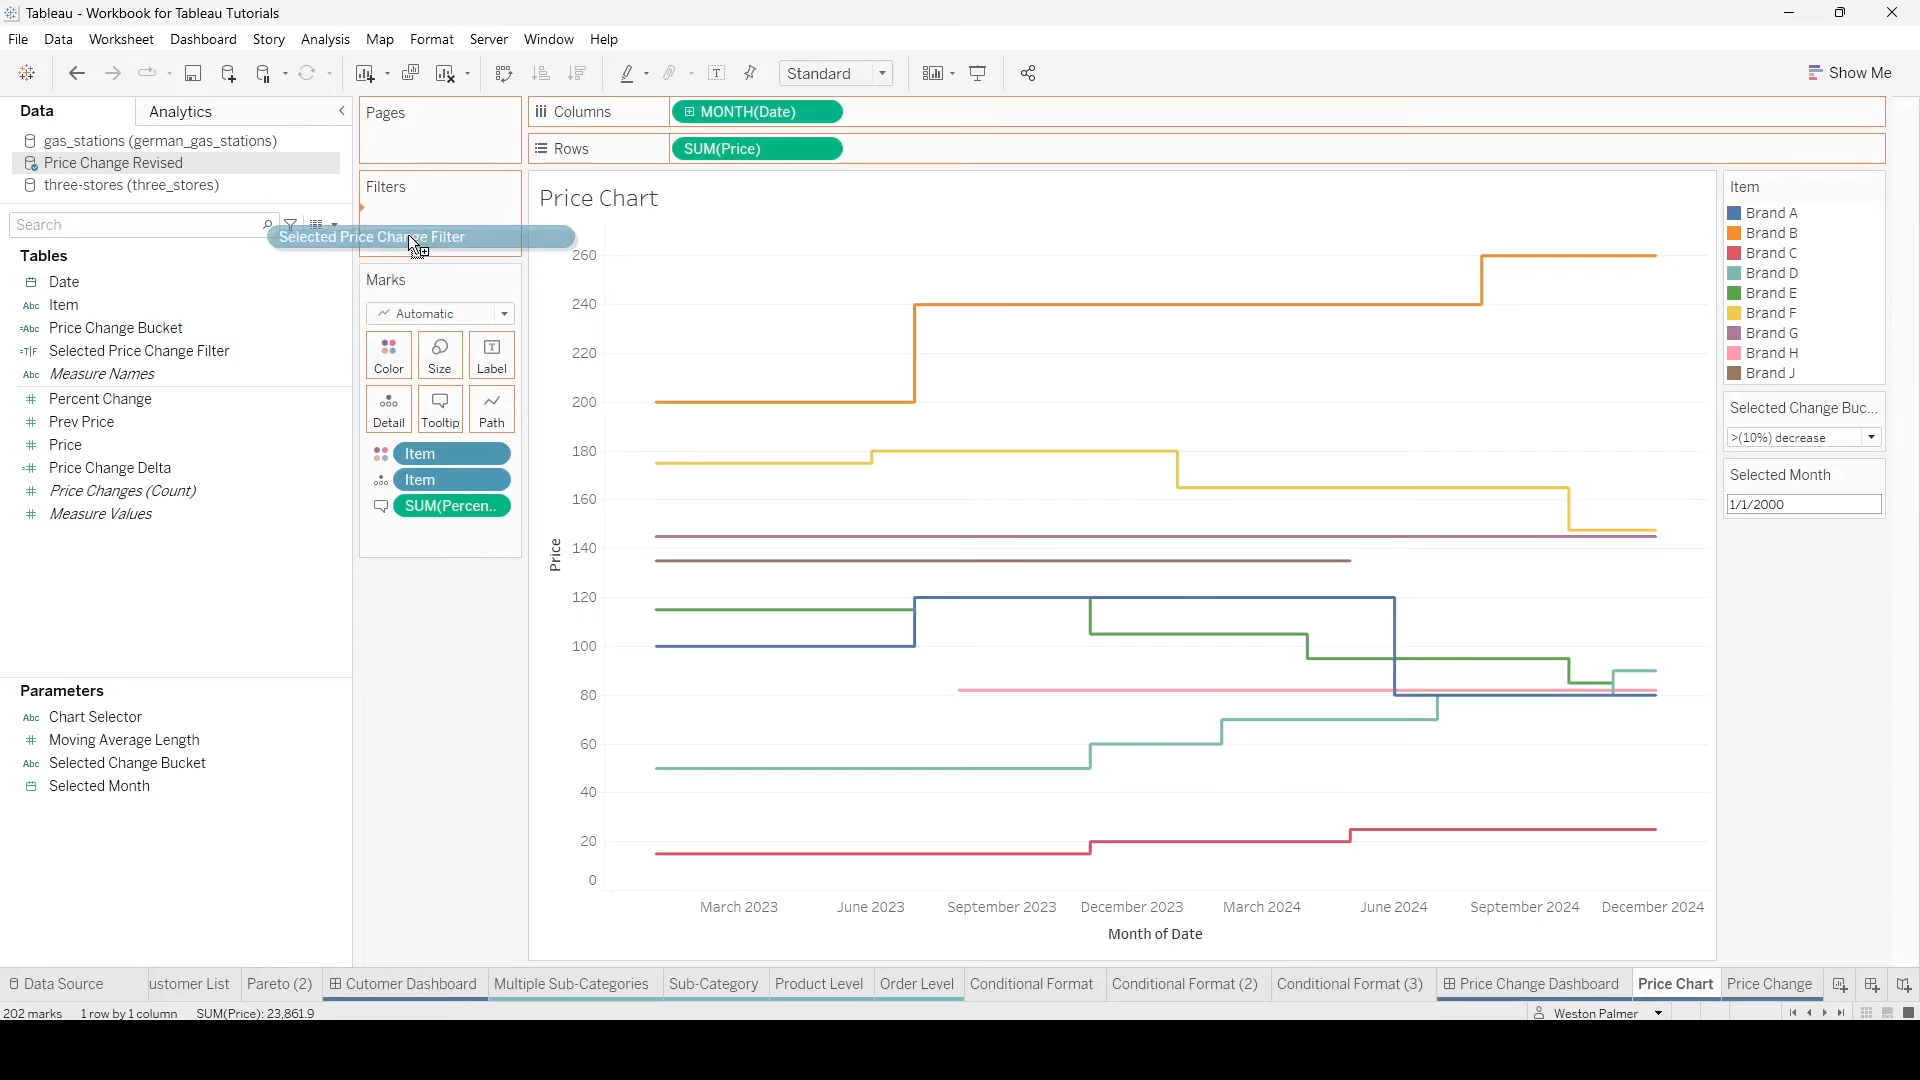 Tableau - Workbook for Tableau Tutorials
File Data Worksheet Dashboard Story Analysis Map Format Server Window Help
Standard
Show Me
Data Analytics
gas_stations (german_gas_stations)
Price Change Revised
three-stores (three_stores)
Search
Tables
Date
Abc Item
=Abc Price Change Bucket
=T|F Selected Price Change Filter
Abc Measure Names
# Percent Change
# Prev Price
# Price
=# Price Change Delta
# Price Changes (Count)
# Measure Values
Parameters
Abc Chart Selector
# Moving Average Length
Abc Selected Change Bucket
Selected Month
Pages
Filters
Selected Price Change Filter
Marks
Automatic
Color Size Label
Detail Tooltip Path
Item
Item
SUM(Percen..
Columns MONTH(Date)
Rows SUM(Price)
Price Chart
260
240
220
200
180
160
140
120
100
80
60
40
20
0
Price
March 2023 June 2023 September 2023 December 2023 March 2024 June 2024 September 2024 December 2024
Month of Date
Item
Brand A
Brand B
Brand C
Brand D
Brand E
Brand F
Brand G
Brand H
Brand J
Selected Change Buc...
>(10%) decrease
Selected Month
1/1/2000
Data Source ustomer List Pareto (2) Cutomer Dashboard Multiple Sub-Categories Sub-Category Product Level Order Level Conditional Format Conditional Format (2) Conditional Format (3) Price Change Dashboard Price Chart Price Change
202 marks 1 row by 1 column SUM(Price): 23,861.9
Weston Palmer